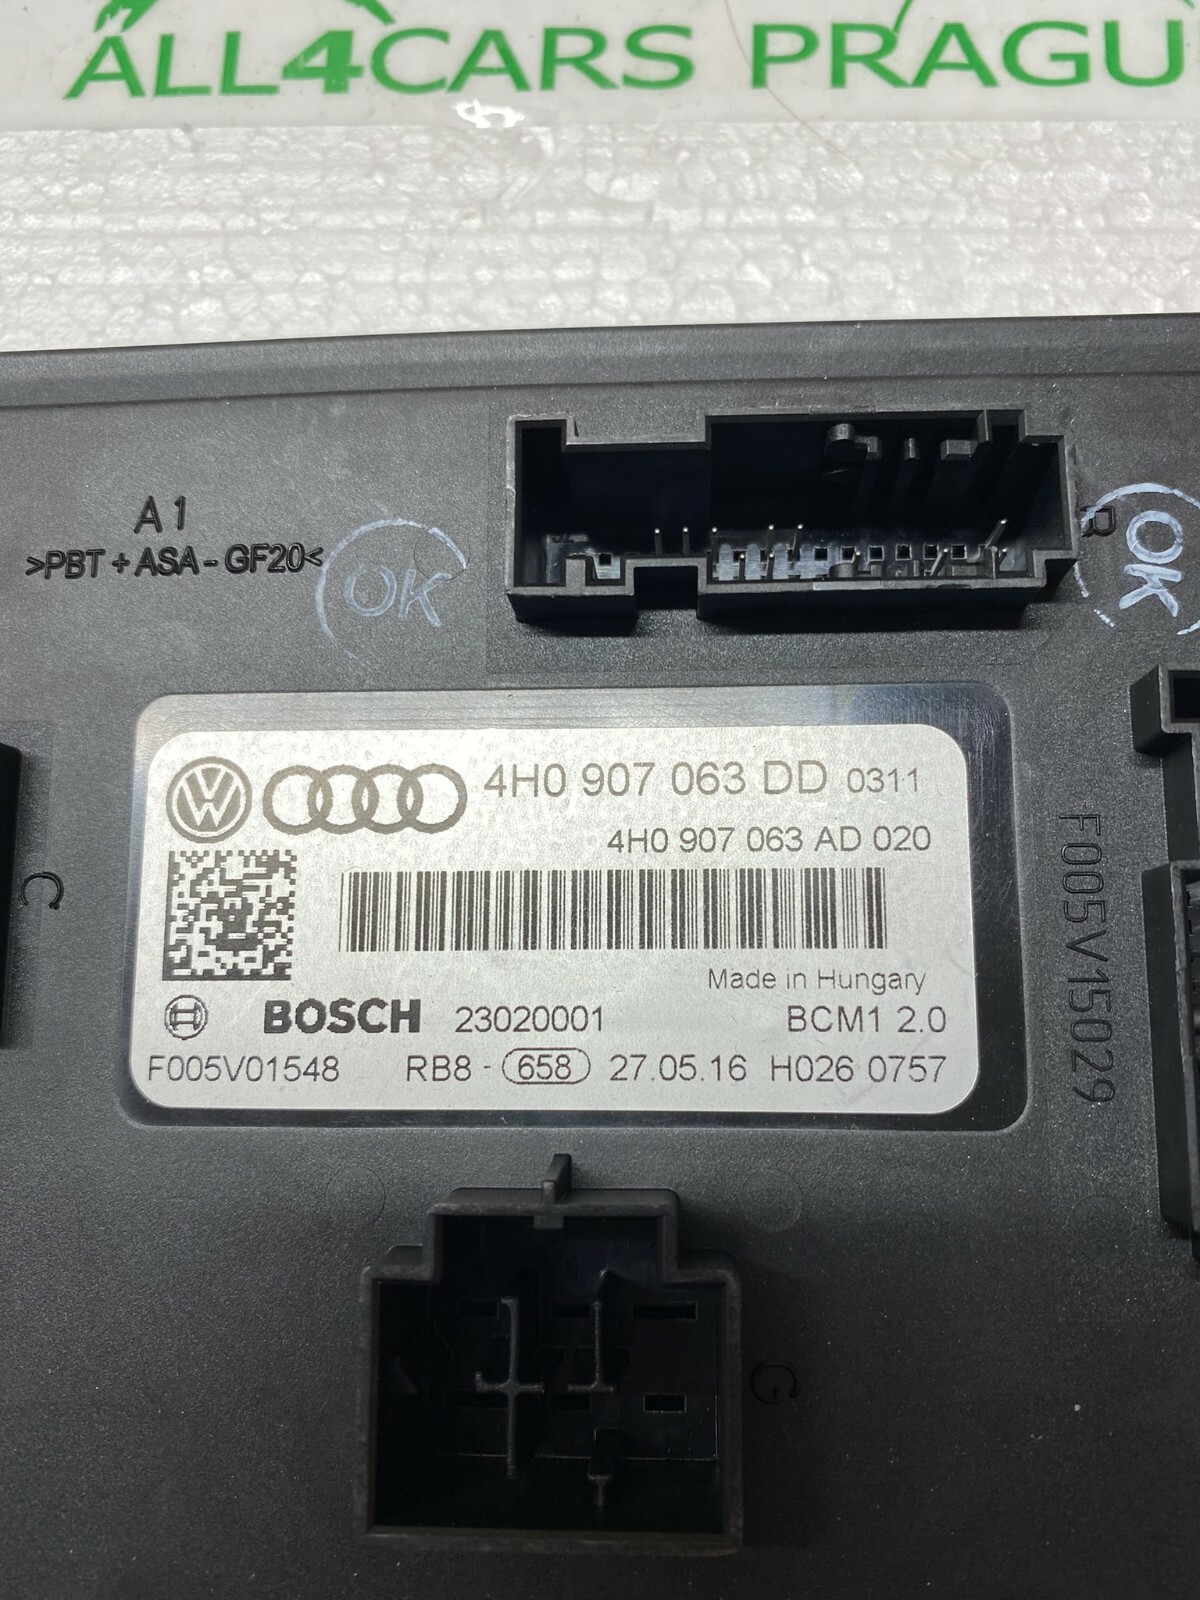 ALL4CARS PRAGU
A1
>PBT+ASA-GF20<
OK
B
OK
4H0 907 063 DD 0311
4H0 907 063 AD 020
C
Made in Hungary
BOSCH 23020001 BCM1 2.0
F005V01548 RB8 - 658 27.05.16 H026 0757
F005V15029
G